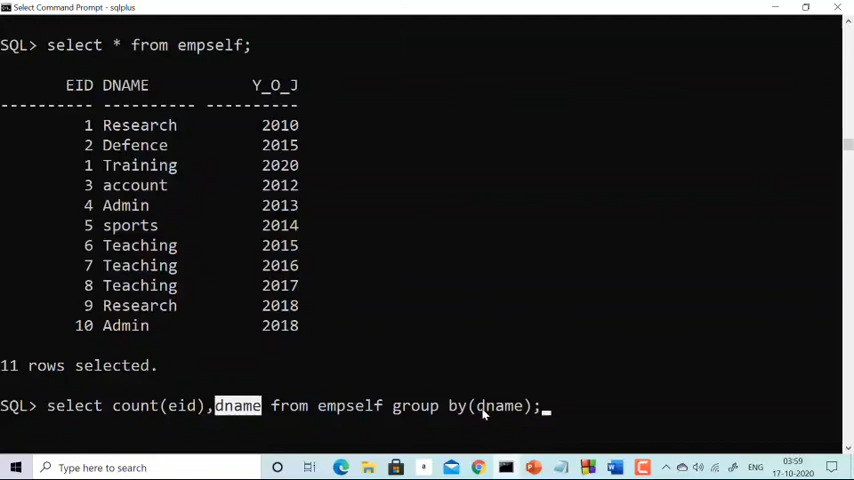 Select Command Prompt - sqlplus
SQL> select * from empself;
EID DNAME Y_O_J
---------- ---------- ----------
1 Research 2010
2 Defence 2015
1 Training 2020
3 account 2012
4 Admin 2013
5 sports 2014
6 Teaching 2015
7 Teaching 2016
8 Teaching 2017
9 Research 2018
10 Admin 2018
11 rows selected.
SQL> select count(eid),dname from empself group by(dname);
Type here to search
a
ENG
03:59
17-10-2020